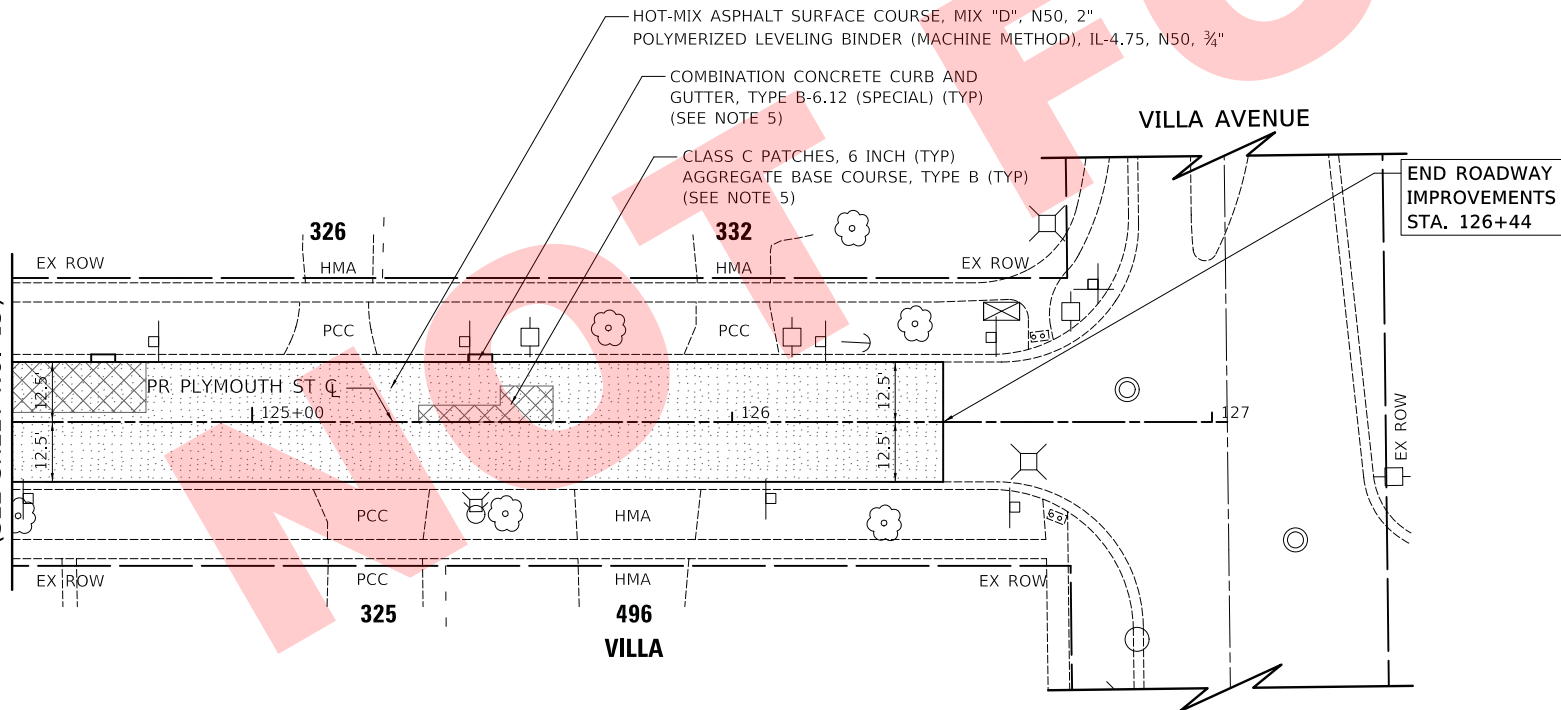 HOT-MIX ASPHALT SURFACE COURSE, MIX "D", N50, 2"
POLYMERIZED LEVELING BINDER (MACHINE METHOD), IL-4.75, N50, ¾"
COMBINATION CONCRETE CURB AND
GUTTER, TYPE B-6.12 (SPECIAL) (TYP)
(SEE NOTE 5)
CLASS C PATCHES, 6 INCH (TYP)
AGGREGATE BASE COURSE, TYPE B (TYP)
(SEE NOTE 5)
VILLA AVENUE
END ROADWAY
IMPROVEMENTS
STA. 126+44
326
332
EX ROW
HMA
HMA
EX ROW
PCC
PCC
PR PLYMOUTH ST ℄
12.5'
12.5'
125+00
126
127
12.5'
12.5'
EX ROW
PCC
HMA
EX ROW
PCC
HMA
EX ROW
325
496
VILLA
NOT FO